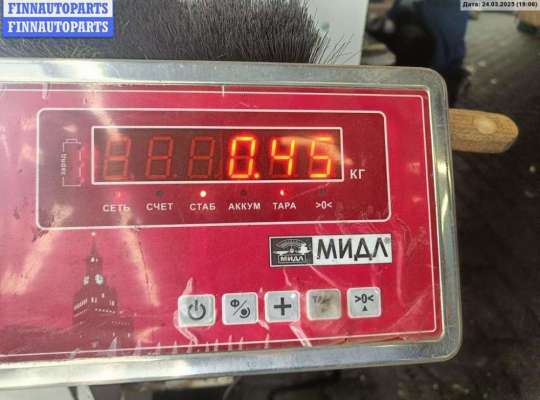 FINNAUTOPARTS
FINNAUTOPARTS
Дата: 24.03.2025 (19:06)
0.45
КГ
СЕТЬ СЧЕТ СТАБ АККУМ ТАРА >0<
МИДЛ
МИДЛ®
Ф/
+
>0<